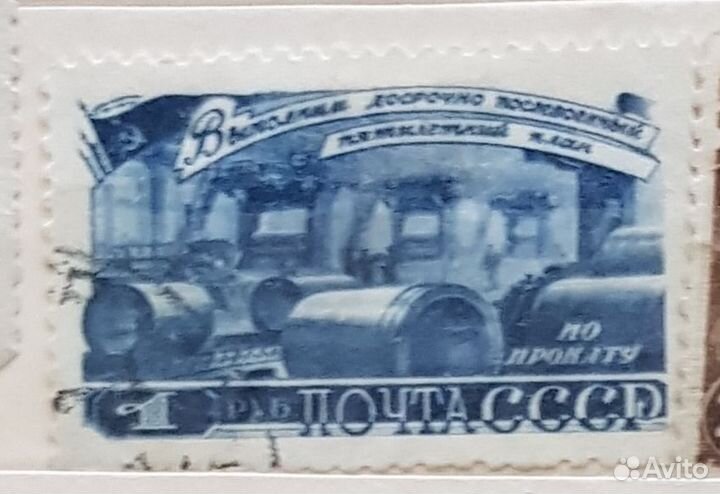 Выполним досрочно послевоенный
пятилетний план
ПО
ПРОКАТУ
1 РУБ ПОЧТА СССР
Avito